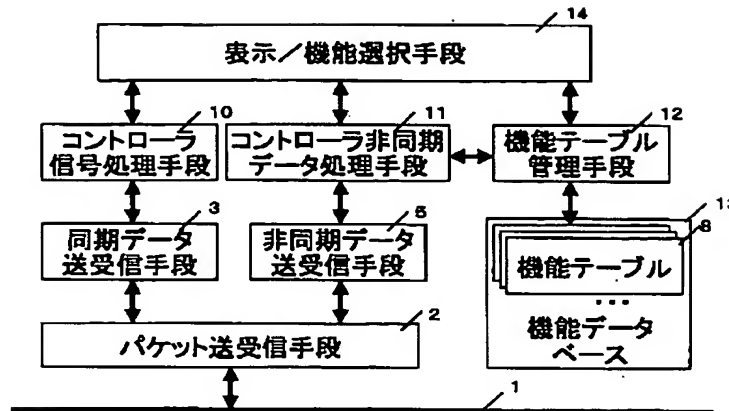 14
表示／機能選択手段
10
コントローラ
信号処理手段
11
コントローラ非同期
データ処理手段
12
機能テーブル
管理手段
3
同期データ
送受信手段
5
非同期データ
送受信手段
13
8
機能テーブル
・・・
機能データ
ベース
2
パケット送受信手段
1